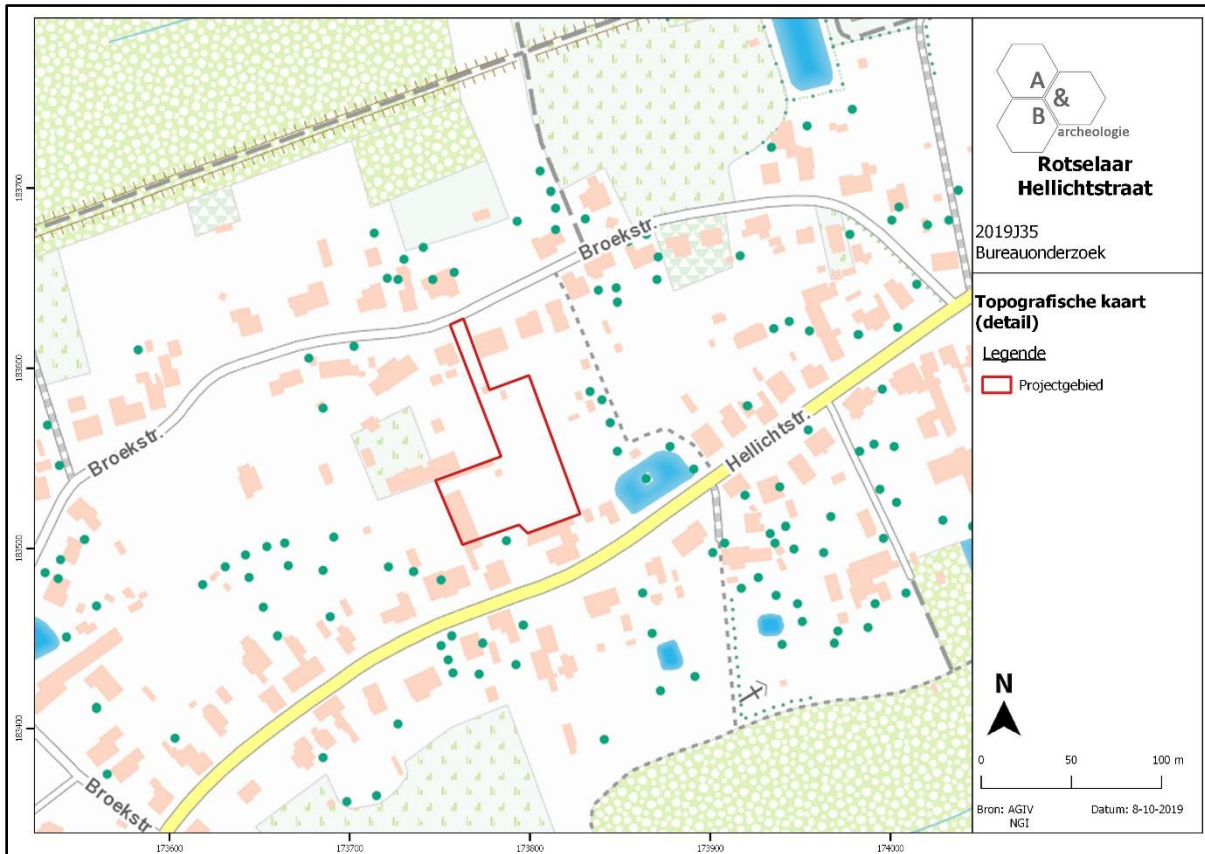 A
&
B
archeologie
Rotselaar
Hellichtstraat
2019J35
Bureauonderzoek
Topografische kaart
(detail)
Legende
Projectgebied
N
0 50 100 m
Bron: AGIV
NGI
Datum: 8-10-2019
Broekstr.
Broekstr.
Hellichtstr.
Broekstr.
183700
183600
183500
183400
173600 173700 173800 173900 174000